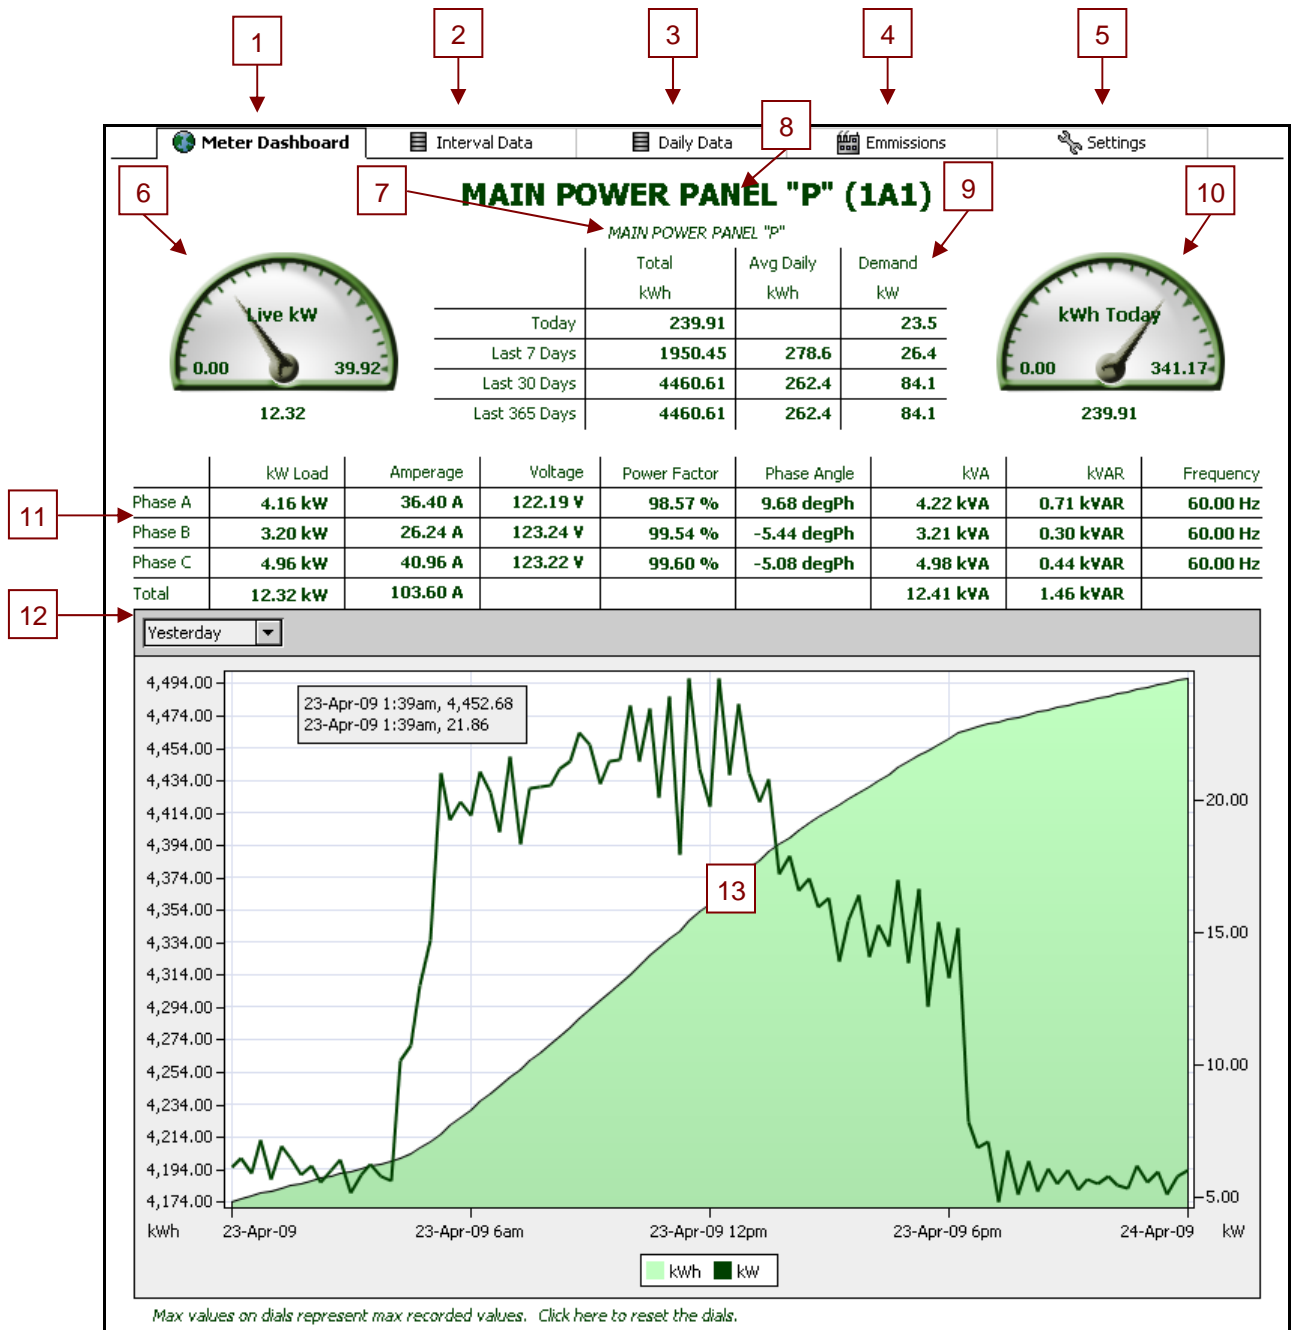 1 2 3 4 5
Meter Dashboard Interval Data Daily Data Emmissions Settings
8
6 7 9 10
MAIN POWER PANEL "P" (1A1)
MAIN POWER PANEL "P"
Total Avg Daily Demand
kWh kWh kW
Today 239.91 23.5
Last 7 Days 1950.45 278.6 26.4
Last 30 Days 4460.61 262.4 84.1
Last 365 Days 4460.61 262.4 84.1
Live kW
0.00 39.92
12.32
kWh Today
0.00 341.17
239.91
kW Load Amperage Voltage Power Factor Phase Angle kVA kVAR Frequency
11
Phase A 4.16 kW 36.40 A 122.19 V 98.57 % 9.68 degPh 4.22 kVA 0.71 kVAR 60.00 Hz
Phase B 3.20 kW 26.24 A 123.24 V 99.54 % -5.44 degPh 3.21 kVA 0.30 kVAR 60.00 Hz
Phase C 4.96 kW 40.96 A 123.22 V 99.60 % -5.08 degPh 4.98 kVA 0.44 kVAR 60.00 Hz
Total 12.32 kW 103.60 A 12.41 kVA 1.46 kVAR
12
Yesterday
23-Apr-09 1:39am, 4,452.68
23-Apr-09 1:39am, 21.86
4,494.00
4,474.00
4,454.00
4,434.00
4,414.00
4,394.00
4,374.00
4,354.00
4,334.00
4,314.00
4,294.00
4,274.00
4,254.00
4,234.00
4,214.00
4,194.00
4,174.00
13
20.00
15.00
10.00
5.00
kWh 23-Apr-09 23-Apr-09 6am 23-Apr-09 12pm 23-Apr-09 6pm 24-Apr-09 kW
kWh kW
Max values on dials represent max recorded values. Click here to reset the dials.